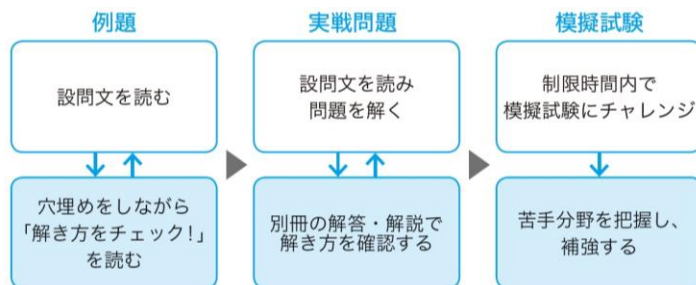 例題
設問文を読む
穴埋めをしながら
「解き方をチェック!」
を読む
実戦問題
設問文を読み
問題を解く
別冊の解答・解説で
解き方を確認する
模擬試験
制限時間内で
模擬試験にチャレンジ
苦手分野を把握し、
補強する